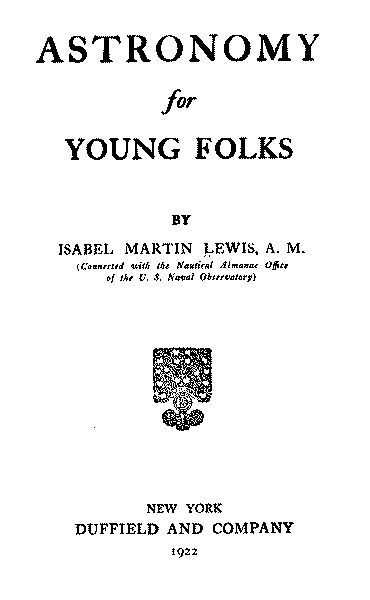 ASTRONOMY
for
YOUNG FOLKS
BY
ISABEL MARTIN LEWIS, A. M.
(Connected with the Nautical Almanac Office
of the U. S. Naval Observatory)
NEW YORK
DUFFIELD AND COMPANY
1922